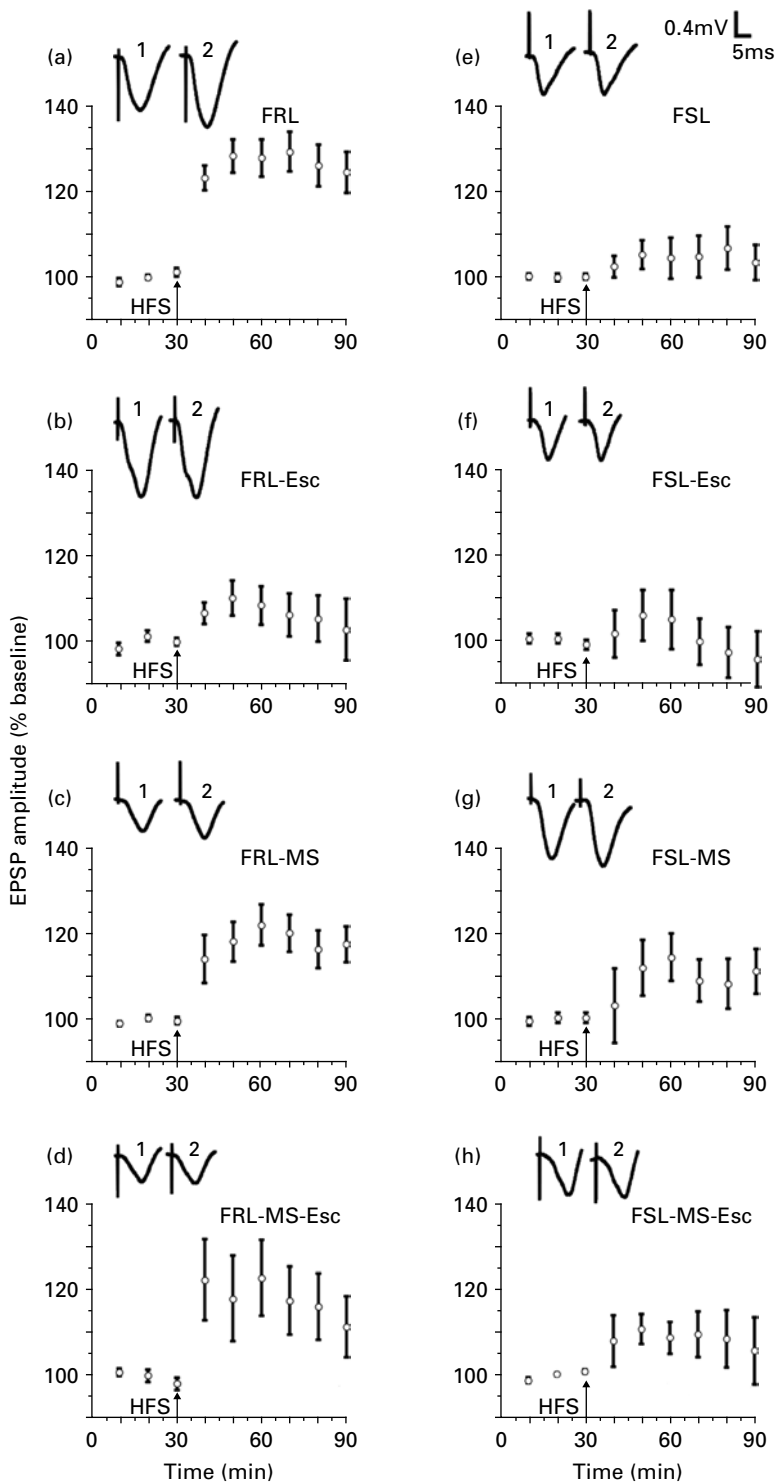 EPSP amplitude (% baseline)
(a)
1 2
FRL
140
120
100
HFS
0 30 60 90
(e)
1 2
0.4mV
5ms
FSL
140
120
100
HFS
0 30 60 90
(b)
1 2
FRL-Esc
140
120
100
HFS
0 30 60 90
(f)
1 2
FSL-Esc
140
120
100
HFS
0 30 60 90
(c)
1 2
FRL-MS
140
120
100
HFS
0 30 60 90
(g)
1 2
FSL-MS
140
120
100
HFS
0 30 60 90
(d)
1 2
FRL-MS-Esc
140
120
100
HFS
0 30 60 90
Time (min)
(h)
1 2
FSL-MS-Esc
140
120
100
HFS
0 30 60 90
Time (min)